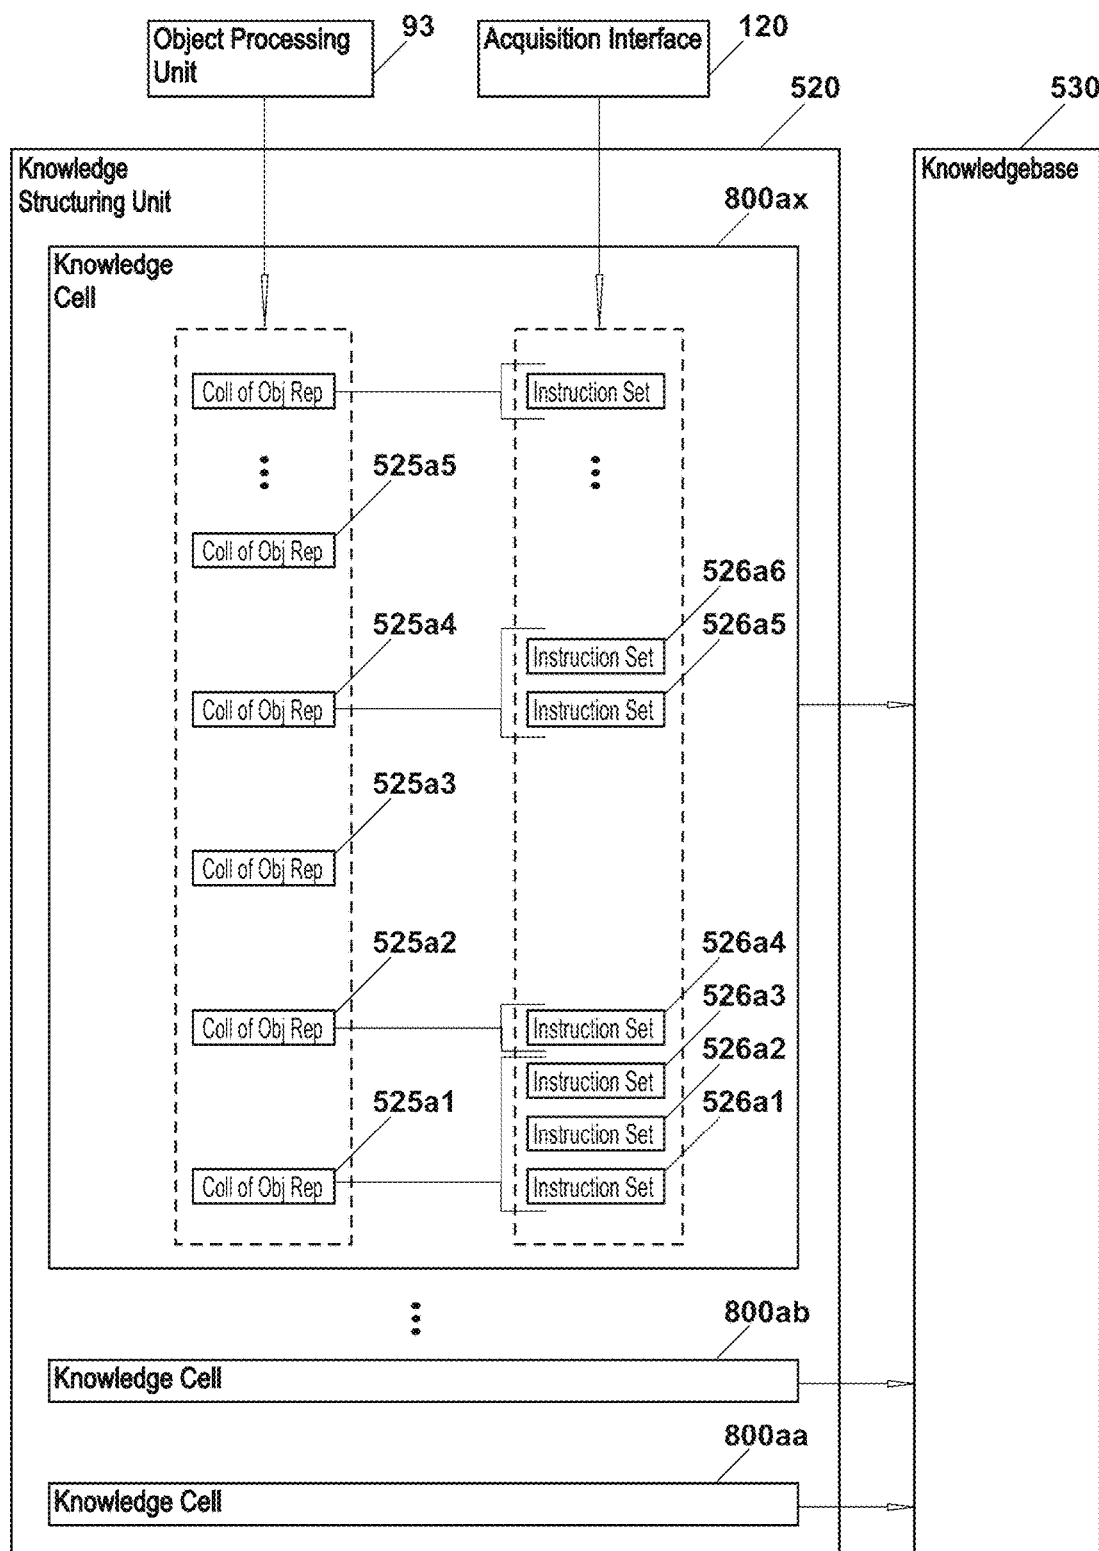 Object Processing
Unit
93
Acquisition Interface
120
520
530
Knowledge
Structuring Unit
Knowledgebase
800ax
Knowledge
Cell
Coll of Obj Rep
Instruction Set
525a5
Coll of Obj Rep
526a6
Instruction Set
525a4
526a5
Coll of Obj Rep
Instruction Set
525a3
Coll of Obj Rep
525a2
526a4
Coll of Obj Rep
Instruction Set
526a3
Instruction Set
526a2
Instruction Set
525a1
526a1
Coll of Obj Rep
Instruction Set
800ab
Knowledge Cell
800aa
Knowledge Cell